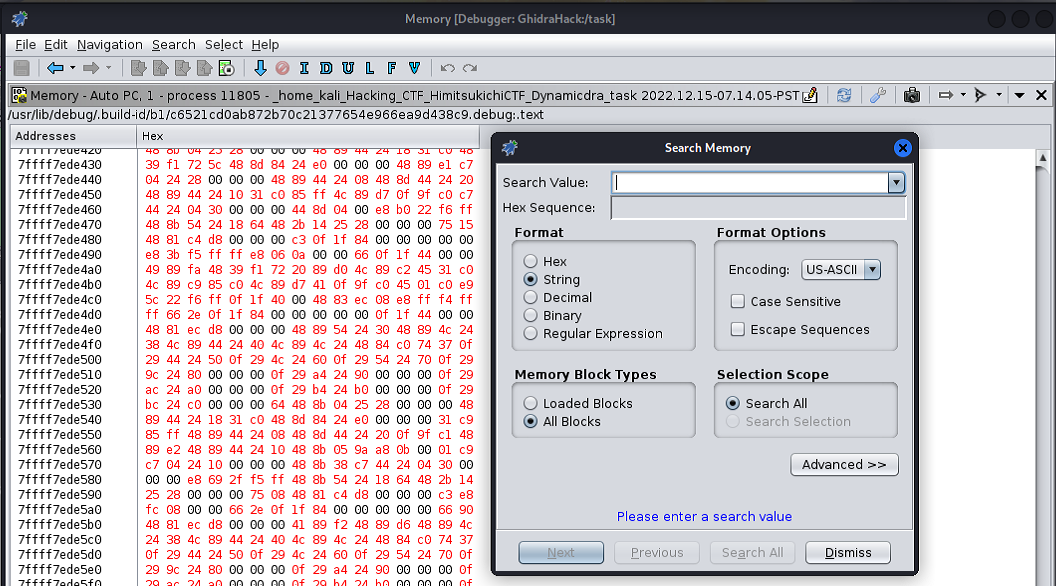 Memory [Debugger: GhidraHack:/task]
File Edit Navigation Search Select Help
I D U L F V
Memory - Auto PC, 1 - process 11805 - _home_kali_Hacking_CTF_HimitsukichiCTF_Dynamicdra_task 2022.12.15-07.14.05-PST
/usr/lib/debug/.build-id/b1/c6521cd0ab872b70c21377654e966ea9d438c9.debug:.text
Addresses Hex
7ffff7ede420 48 8b 04 25 28 00 00 00 48 89 44 24 18 31 c0 48
7ffff7ede430 39 f1 72 5c 48 8d 84 24 e0 00 00 00 48 89 e1 c7
7ffff7ede440 04 24 28 00 00 00 48 89 44 24 08 48 8d 44 24 20
7ffff7ede450 48 89 44 24 10 31 c0 85 ff 4c 89 d7 0f 9f c0 c7
7ffff7ede460 44 24 04 30 00 00 00 44 8d 04 00 e8 b0 22 f6 ff
7ffff7ede470 48 8b 54 24 18 64 48 2b 14 25 28 00 00 00 75 15
7ffff7ede480 48 81 c4 d8 00 00 00 c3 0f 1f 84 00 00 00 00 00
7ffff7ede490 e8 3b f5 ff ff e8 06 0a 00 00 66 0f 1f 44 00 00
7ffff7ede4a0 49 89 fa 48 39 f1 72 20 89 d0 4c 89 c2 45 31 c0
7ffff7ede4b0 4c 89 c9 85 c0 4c 89 d7 41 0f 9f c0 45 01 c0 e9
7ffff7ede4c0 5c 22 f6 ff 0f 1f 40 00 48 83 ec 08 e8 ff f4 ff
7ffff7ede4d0 ff 66 2e 0f 1f 84 00 00 00 00 00 0f 1f 44 00 00
7ffff7ede4e0 48 81 ec d8 00 00 00 48 89 54 24 30 48 89 4c 24
7ffff7ede4f0 38 4c 89 44 24 40 4c 89 4c 24 48 84 c0 74 37 0f
7ffff7ede500 29 44 24 50 0f 29 4c 24 60 0f 29 54 24 70 0f 29
7ffff7ede510 9c 24 80 00 00 00 0f 29 a4 24 90 00 00 00 0f 29
7ffff7ede520 ac 24 a0 00 00 00 0f 29 b4 24 b0 00 00 00 0f 29
7ffff7ede530 bc 24 c0 00 00 00 64 48 8b 04 25 28 00 00 00 48
7ffff7ede540 89 44 24 18 31 c0 48 8d 84 24 e0 00 00 00 31 c9
7ffff7ede550 85 ff 48 89 44 24 08 48 8d 44 24 20 0f 9f c1 48
7ffff7ede560 89 e2 48 89 44 24 10 48 8b 05 9a a8 0b 00 01 c9
7ffff7ede570 c7 04 24 10 00 00 00 48 8b 38 c7 44 24 04 30 00
7ffff7ede580 00 00 e8 69 2f f5 ff 48 8b 54 24 18 64 48 2b 14
7ffff7ede590 25 28 00 00 00 75 08 48 81 c4 d8 00 00 00 c3 e8
7ffff7ede5a0 fc 08 00 00 66 2e 0f 1f 84 00 00 00 00 00 66 90
7ffff7ede5b0 48 81 ec d8 00 00 00 41 89 f2 48 89 d6 48 89 4c
7ffff7ede5c0 24 38 4c 89 44 24 40 4c 89 4c 24 48 84 c0 74 37
7ffff7ede5d0 0f 29 44 24 50 0f 29 4c 24 60 0f 29 54 24 70 0f
7ffff7ede5e0 29 9c 24 80 00 00 00 0f 29 a4 24 90 00 00 00 0f
7ffff7ede5f0 29 ac 24 a0 00 00 00 0f 29 b4 24 b0 00 00 00
Search Memory
Search Value:
Hex Sequence:
Format
Hex
String
Decimal
Binary
Regular Expression
Format Options
Encoding: US-ASCII
Case Sensitive
Escape Sequences
Memory Block Types
Loaded Blocks
All Blocks
Selection Scope
Search All
Search Selection
Advanced >>
Please enter a search value
Next Previous Search All Dismiss